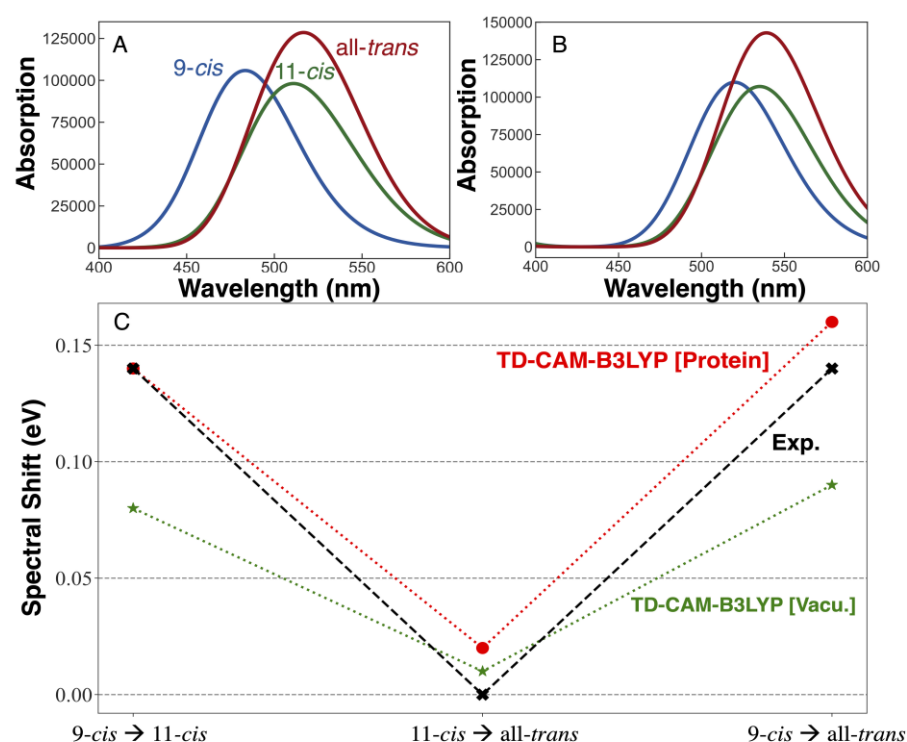 A
9-cis
11-cis
all-trans
Absorption
125000
100000
75000
50000
25000
0
400 450 500 550 600
Wavelength (nm)
B
Absorption
150000
125000
100000
75000
50000
25000
0
400 450 500 550 600
Wavelength (nm)
C
Spectral Shift (eV)
0.15
0.10
0.05
0.00
TD-CAM-B3LYP [Protein]
Exp.
TD-CAM-B3LYP [Vacu.]
9-cis → 11-cis
11-cis → all-trans
9-cis → all-trans